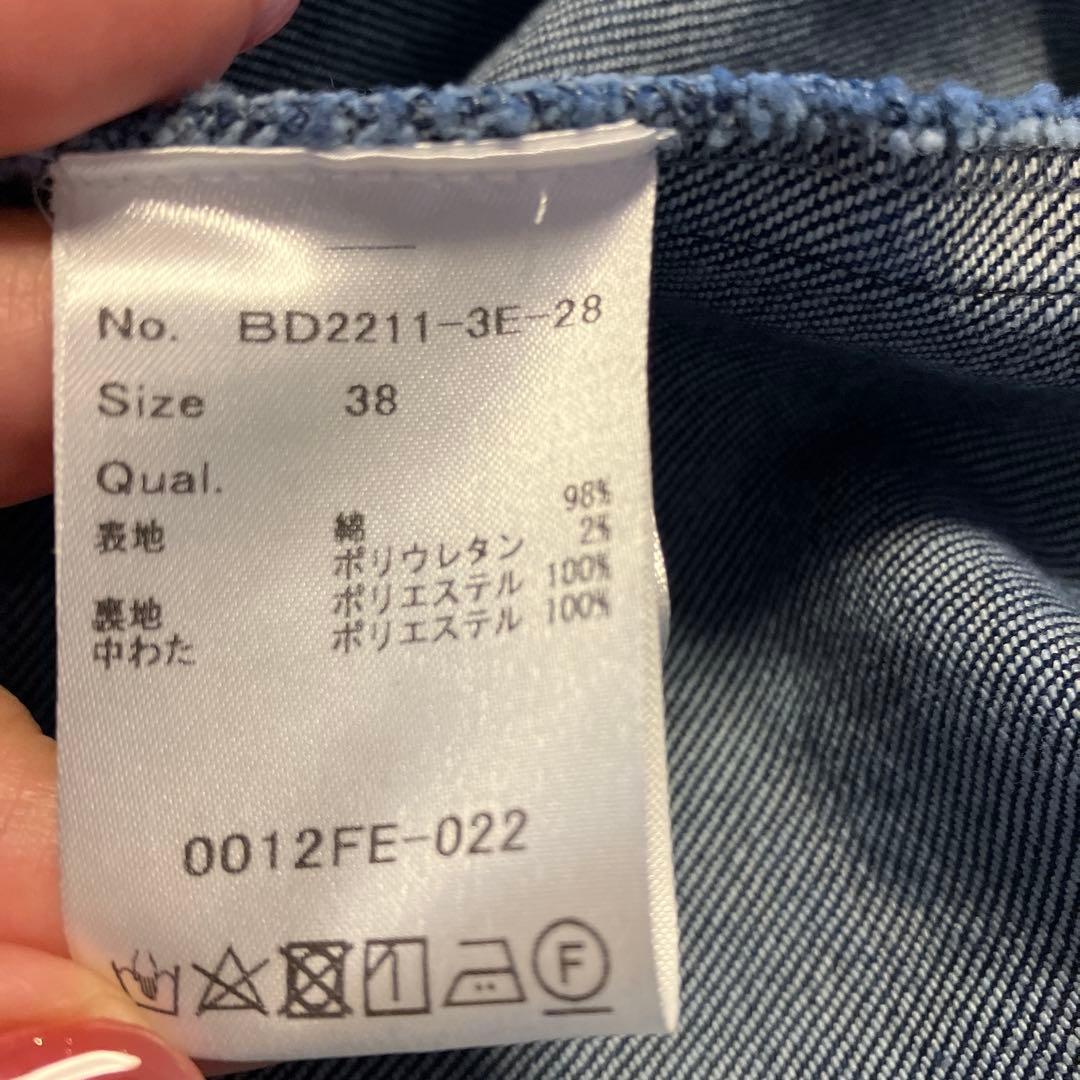 No. BD2211-3E-28
Size 38
Qual.
表地 綿 98%
ポリウレタン 2%
裏地 ポリエステル 100%
中わた ポリエステル 100%
0012FE-022
F